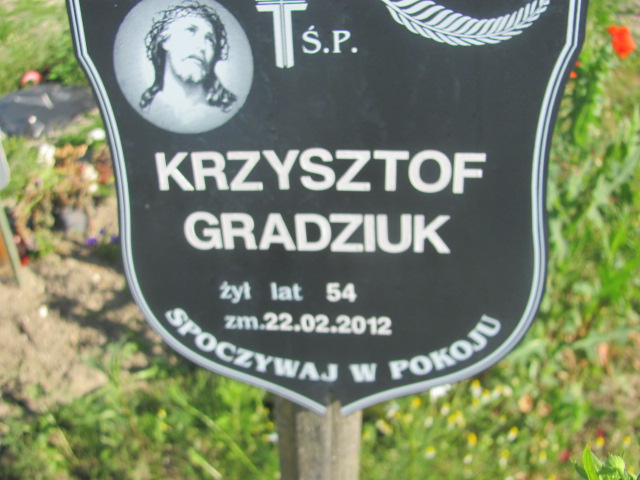 Ś.P.
KRZYSZTOF
GRADZIUK
żył lat 54
zm.22.02.2012
SPOCZYWAJ W POKOJU